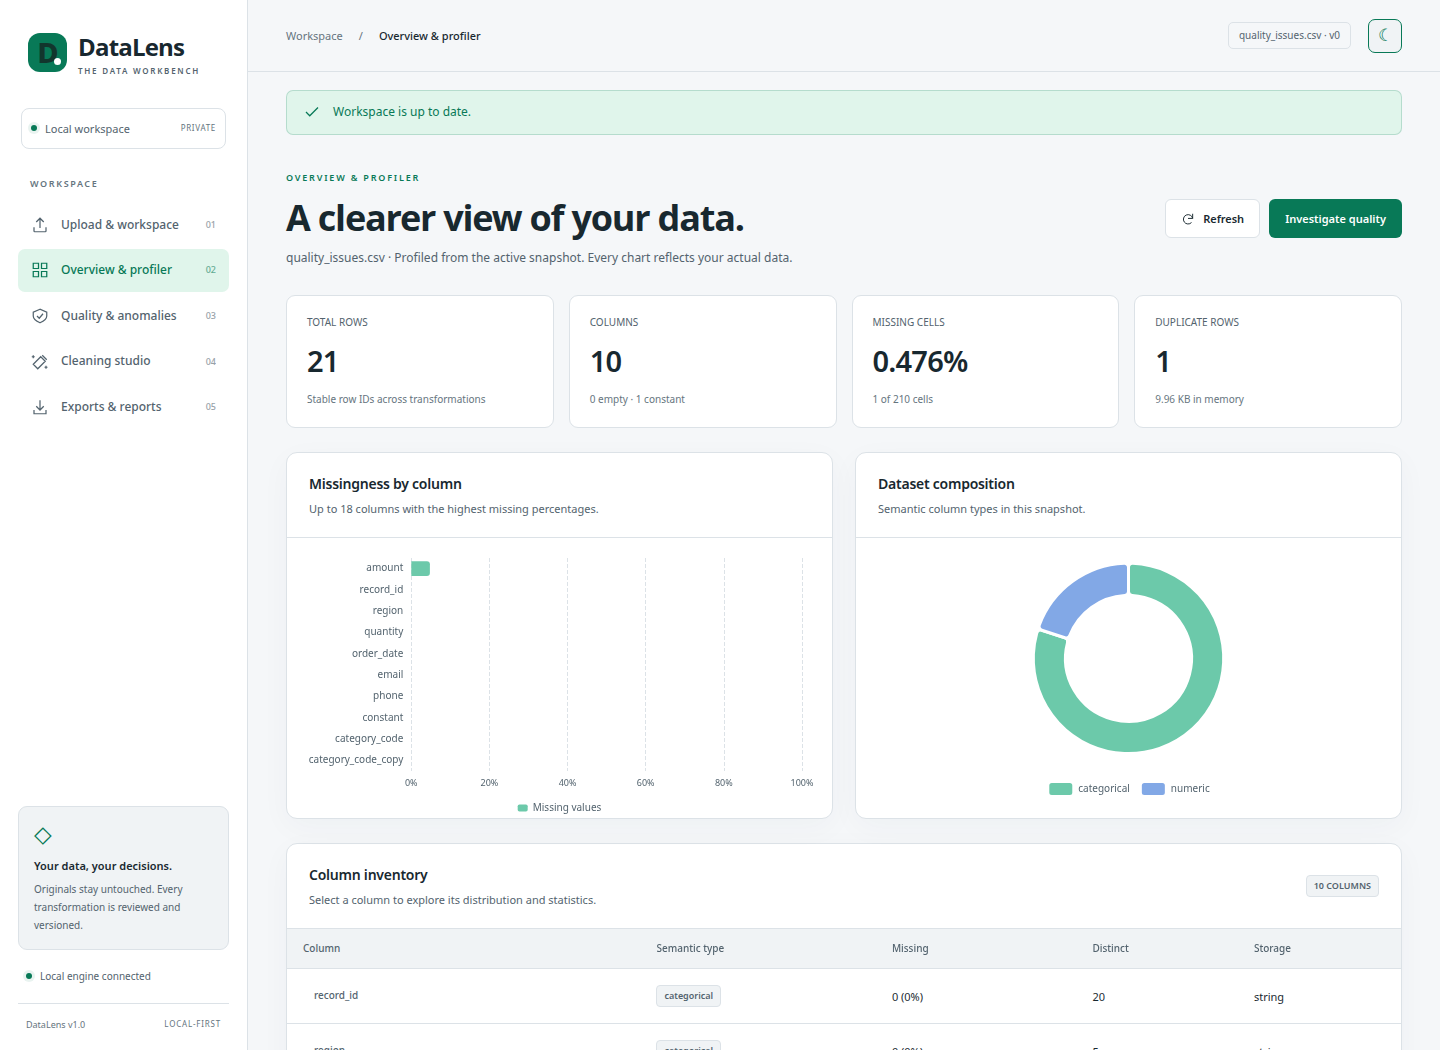 D.
DataLens
THE DATA WORKBENCH
Local workspace PRIVATE
WORKSPACE
Upload & workspace 01
Overview & profiler 02
Quality & anomalies 03
Cleaning studio 04
Exports & reports 05
Your data, your decisions.
Originals stay untouched. Every
transformation is reviewed and
versioned.
Local engine connected
DataLens v1.0 LOCAL-FIRST
Workspace / Overview & profiler
quality_issues.csv · v0
Workspace is up to date.
OVERVIEW & PROFILER
A clearer view of your data.
quality_issues.csv · Profiled from the active snapshot. Every chart reflects your actual data.
Refresh
Investigate quality
TOTAL ROWS
21
Stable row IDs across transformations
COLUMNS
10
0 empty · 1 constant
MISSING CELLS
0.476%
1 of 210 cells
DUPLICATE ROWS
1
9.96 KB in memory
Missingness by column
Up to 18 columns with the highest missing percentages.
amount
record_id
region
quantity
order_date
email
phone
constant
category_code
category_code_copy
0% 20% 40% 60% 80% 100%
Missing values
Dataset composition
Semantic column types in this snapshot.
categorical numeric
Column inventory
Select a column to explore its distribution and statistics.
10 COLUMNS
Column Semantic type Missing Distinct Storage
record_id categorical 0 (0%) 20 string
region categorical 0 (0%)